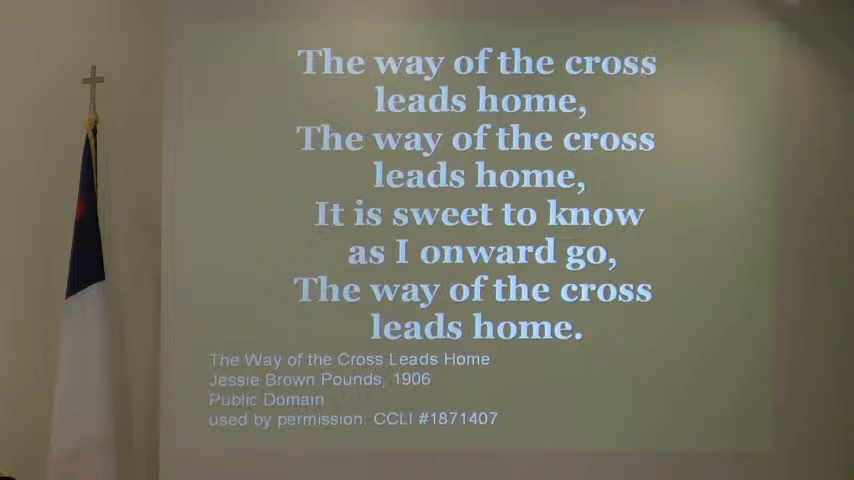 The way of the cross
leads home,
The way of the cross
leads home,
It is sweet to know
as I onward go,
The way of the cross
leads home.
The Way of the Cross Leads Home
Jessie Brown Pounds, 1906
Public Domain
used by permission: CCLI #1871407